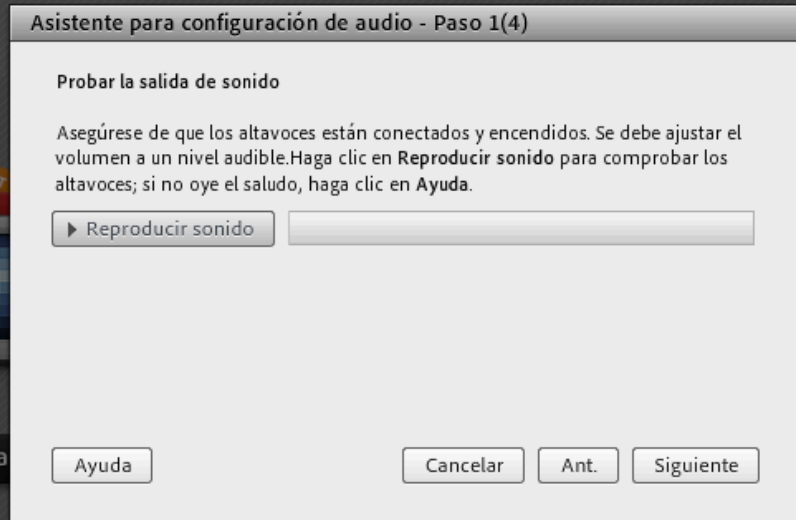 Asistente para configuración de audio - Paso 1(4)
Probar la salida de sonido
Asegúrese de que los altavoces están conectados y encendidos. Se debe ajustar el
volumen a un nivel audible.Haga clic en Reproducir sonido para comprobar los
altavoces; si no oye el saludo, haga clic en Ayuda.
Reproducir sonido
Ayuda Cancelar Ant. Siguiente